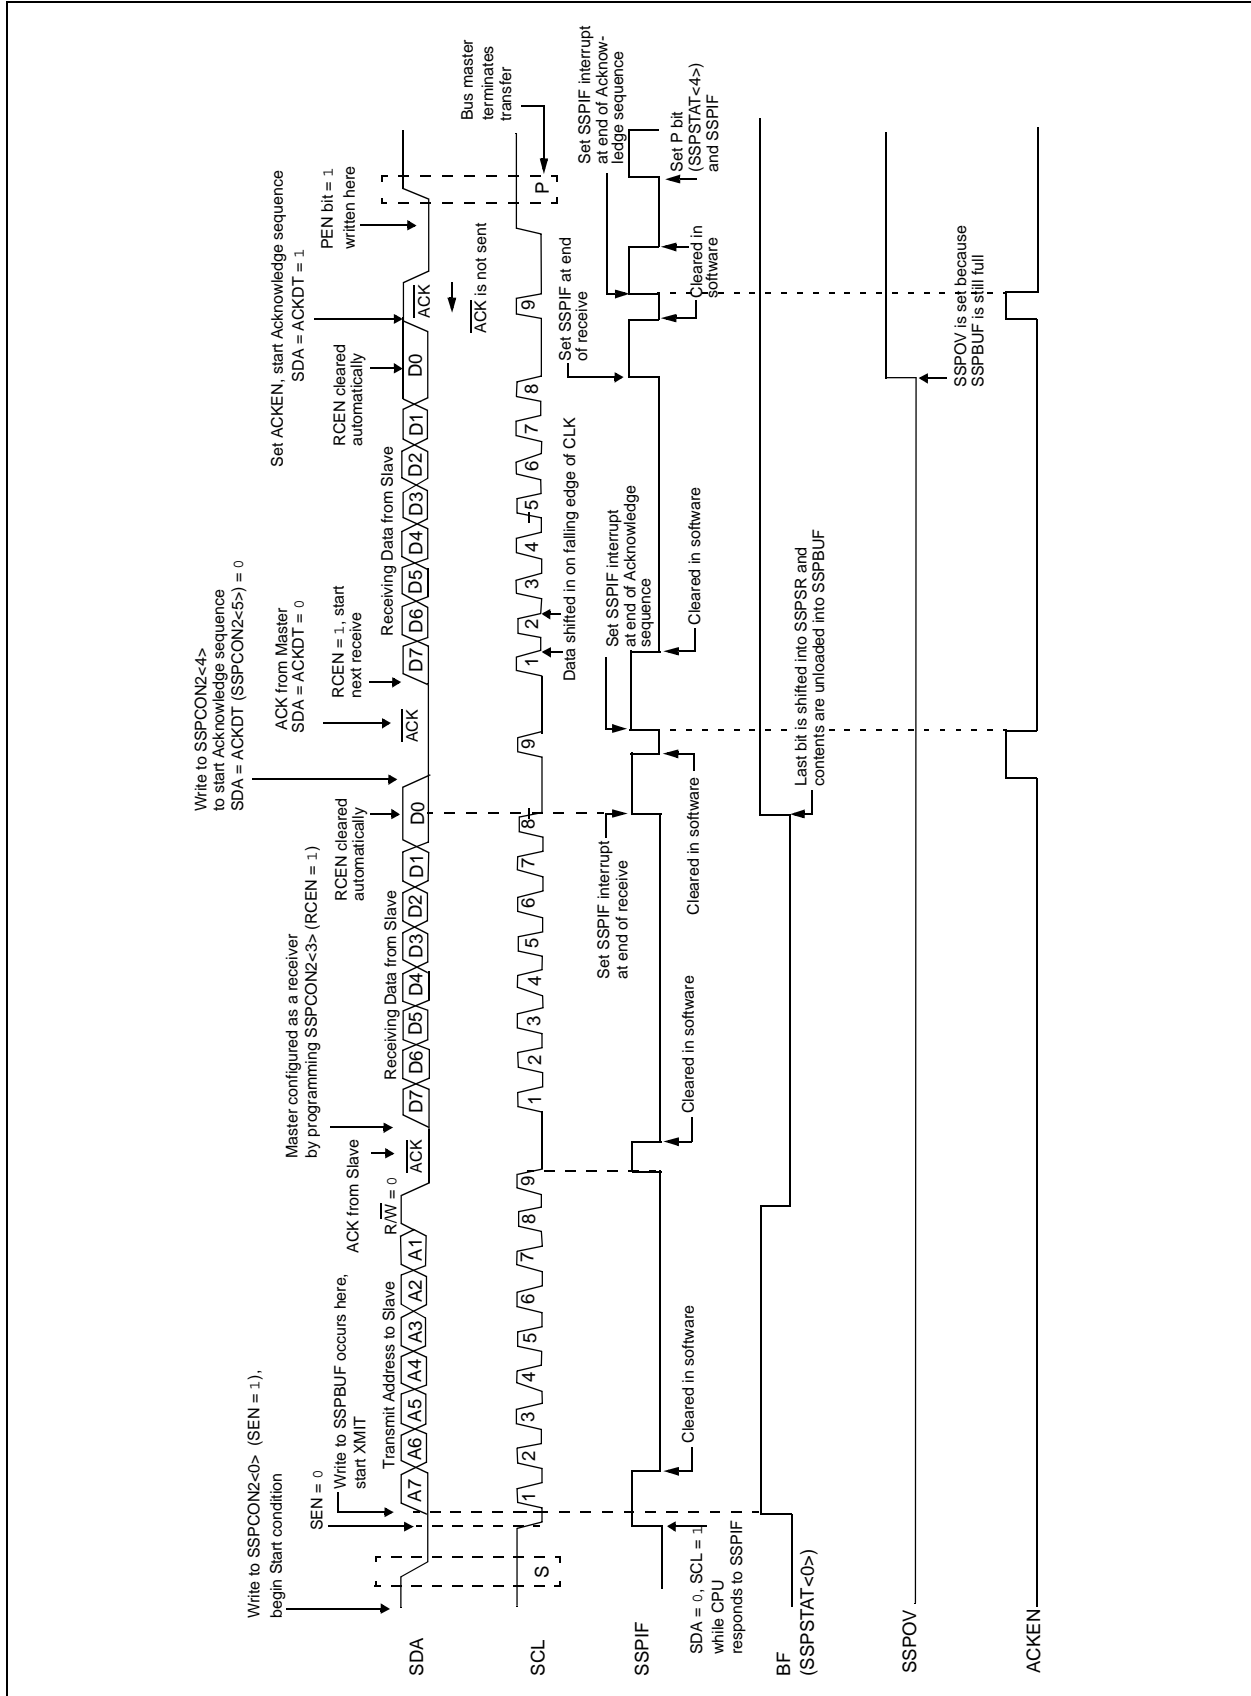 Write to SSPCON2<0> (SEN = 1),
begin Start condition
SEN = 0
Write to SSPBUF occurs here,
start XMIT
Transmit Address to Slave
R/W = 0
ACK from Slave
Master configured as a receiver
by programming SSPCON2<3> (RCEN = 1)
Receiving Data from Slave
RCEN cleared
automatically
Write to SSPCON2<4>
to start Acknowledge sequence
SDA = ACKDT (SSPCON2<5>) = 0
ACK from Master
SDA = ACKDT = 0
RCEN = 1, start
next receive
Receiving Data from Slave
RCEN cleared
automatically
Set ACKEN, start Acknowledge sequence
SDA = ACKDT = 1
PEN bit = 1
written here
SDA
A7 A6 A5 A4 A3 A2 A1
ACK
D7 D6 D5 D4 D3 D2 D1 D0
ACK
D7 D6 D5 D4 D3 D2 D1 D0
ACK
ACK is not sent
Bus master
terminates
transfer
SCL
S
1 2 3 4 5 6 7 8 9
1 2 3 4 5 6 7 8
9
1 2 3 4 5 6 7 8
9
P
Data shifted in on falling edge of CLK
Set SSPIF interrupt
at end of receive
Set SSPIF interrupt
at end of Acknowledge
sequence
Set SSPIF at end
of receive
Set SSPIF interrupt
at end of Acknow-
ledge sequence
SSPIF
SDA = 0, SCL = 1
while CPU
responds to SSPIF
Cleared in software
Cleared in software
Cleared in software
Cleared in software
Cleared in
software
Set P bit
(SSPSTAT<4>)
and SSPIF
BF
(SSPSTAT<0>)
Last bit is shifted into SSPSR and
contents are unloaded into SSPBUF
SSPOV
SSPOV is set because
SSPBUF is still full
ACKEN